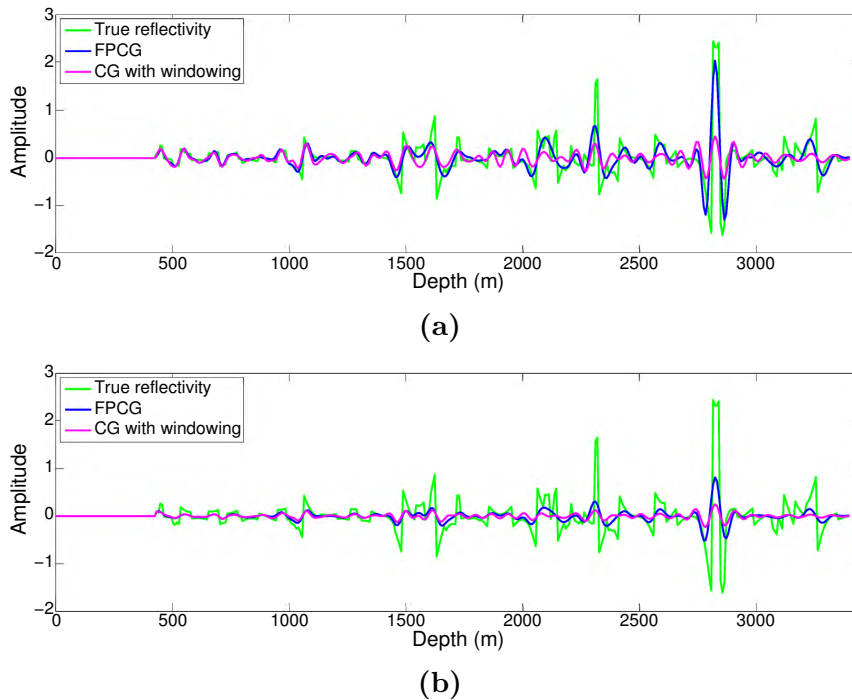 3
2
1
0
−1
−2
Amplitude
True reflectivity
FPCG
CG with windowing
0 500 1000 1500 2000 2500 3000
Depth (m)
(a)
3
2
1
0
−1
−2
Amplitude
True reflectivity
FPCG
CG with windowing
0 500 1000 1500 2000 2500 3000
Depth (m)
(b)